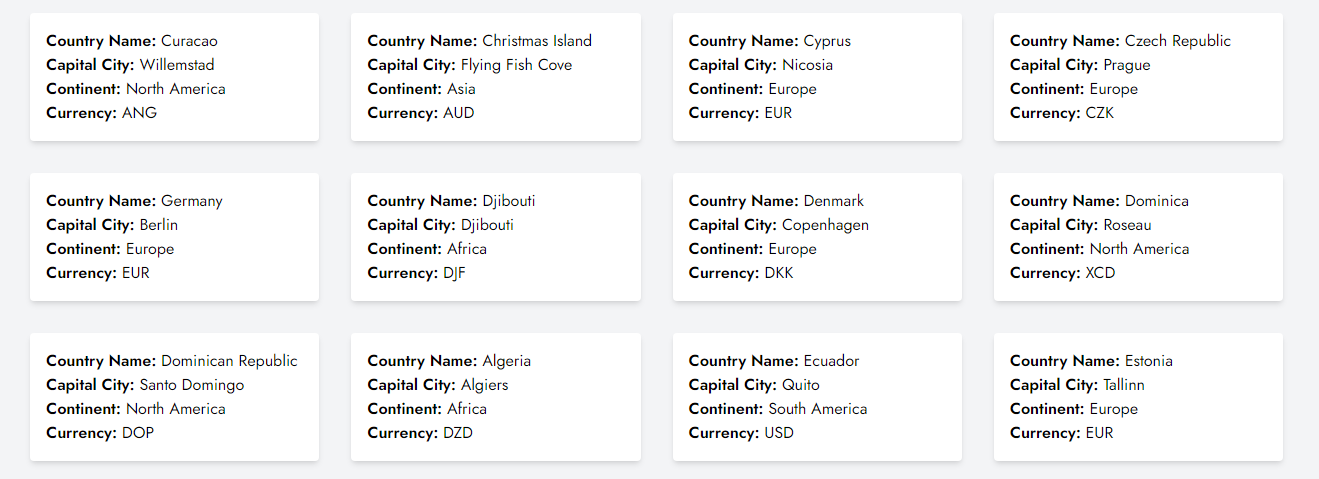 Country Name: Curacao
Capital City: Willemstad
Continent: North America
Currency: ANG
Country Name: Christmas Island
Capital City: Flying Fish Cove
Continent: Asia
Currency: AUD
Country Name: Cyprus
Capital City: Nicosia
Continent: Europe
Currency: EUR
Country Name: Czech Republic
Capital City: Prague
Continent: Europe
Currency: CZK
Country Name: Germany
Capital City: Berlin
Continent: Europe
Currency: EUR
Country Name: Djibouti
Capital City: Djibouti
Continent: Africa
Currency: DJF
Country Name: Denmark
Capital City: Copenhagen
Continent: Europe
Currency: DKK
Country Name: Dominica
Capital City: Roseau
Continent: North America
Currency: XCD
Country Name: Dominican Republic
Capital City: Santo Domingo
Continent: North America
Currency: DOP
Country Name: Algeria
Capital City: Algiers
Continent: Africa
Currency: DZD
Country Name: Ecuador
Capital City: Quito
Continent: South America
Currency: USD
Country Name: Estonia
Capital City: Tallinn
Continent: Europe
Currency: EUR